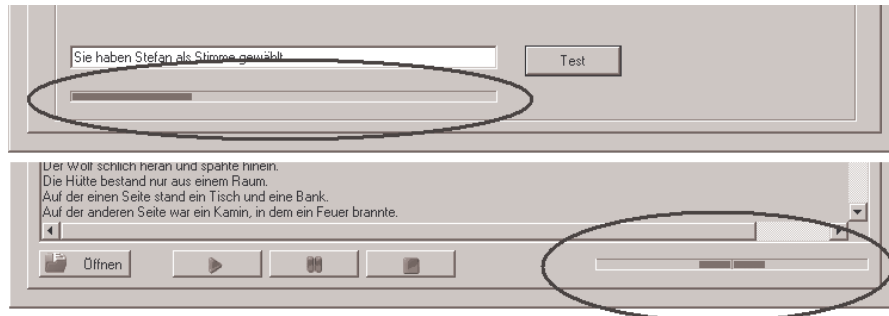 Sie haben Stefan als Stimme gewählt
Test
Der Wolf schlich heran und spähte hinein.
Die Hütte bestand nur aus einem Raum.
Auf der einen Seite stand ein Tisch und eine Bank.
Auf der anderen Seite war ein Kamin, in dem ein Feuer brannte.
Öffnen